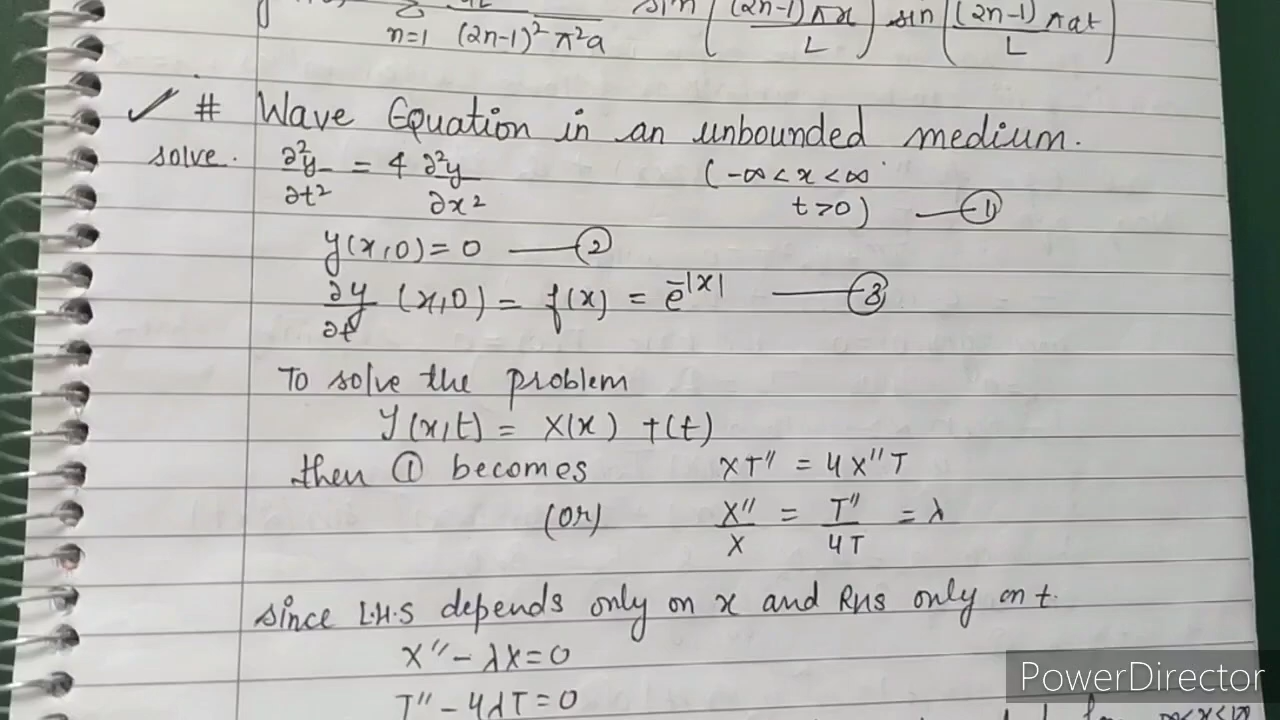 n=1 (2n-1)² π²a sin ((2n-1)πx / L) sin ((2n-1)πat / L)
✓ # Wave Equation in an unbounded medium.
solve. ∂²y/∂t² = 4 ∂²y/∂x² (-∞<x<∞
t>0) —①
y(x,0)=0 —②
∂y/∂t (x,0) = f(x) = e^-|x| —③
To solve the problem
y(x,t) = X(x) T(t)
then ① becomes XT'' = 4X''T
(or) X''/X = T''/4T = λ
since L.H.S depends only on x and RHS only on t.
X''-λX=0
T''-4λT=0
PowerDirector